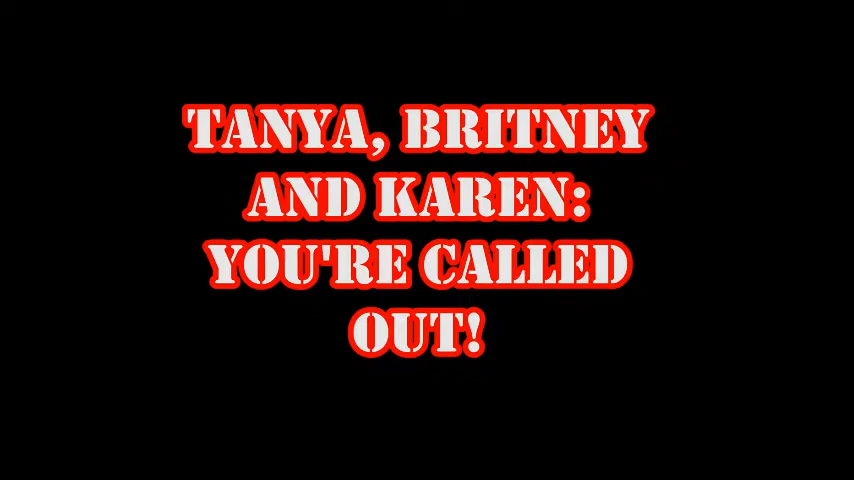 TANYA, BRITNEY
AND KAREN:
YOU'RE CALLED
OUT!